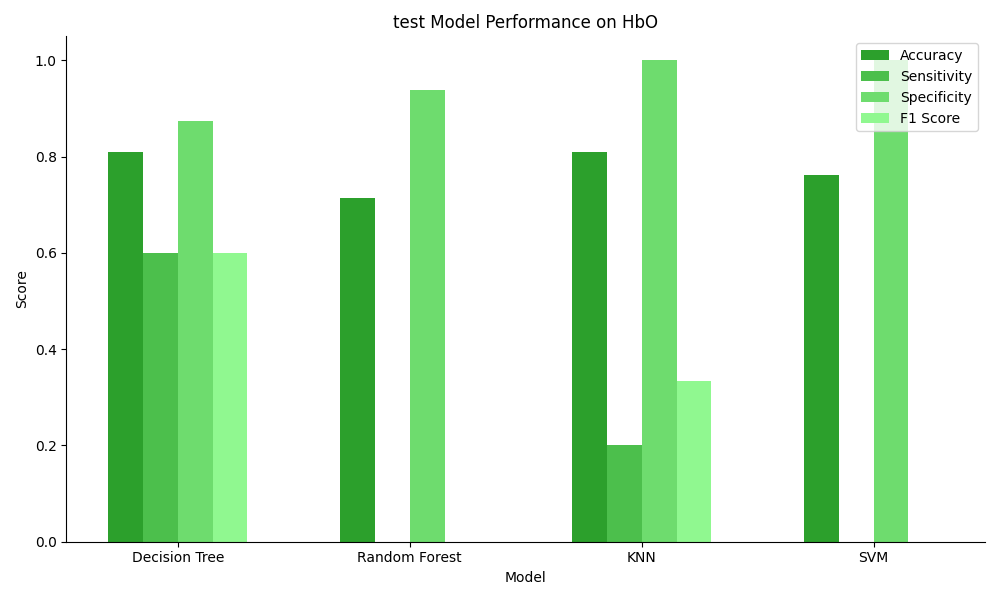 test Model Performance on HbO
Accuracy
Sensitivity
Specificity
F1 Score
Score
1.0
0.8
0.6
0.4
0.2
0.0
Decision Tree
Random Forest
KNN
SVM
Model